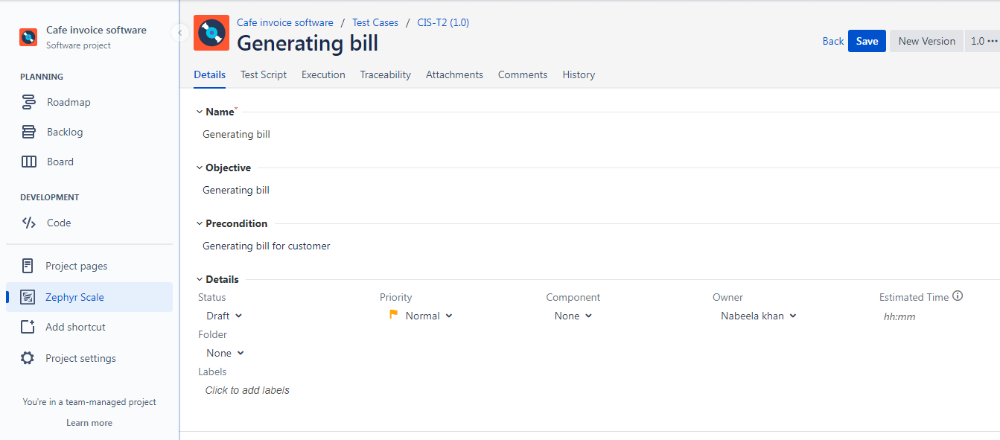 Cafe invoice software
Software project
PLANNING
Roadmap
Backlog
Board
DEVELOPMENT
Code
Project pages
Zephyr Scale
Add shortcut
Project settings
You're in a team-managed project
Learn more
Cafe invoice software / Test Cases / CIS-T2 (1.0)
Generating bill
Back Save New Version 1.0 ···
Details Test Script Execution Traceability Attachments Comments History
Name*
Generating bill
Objective
Generating bill
Precondition
Generating bill for customer
Details
Status Priority Component Owner Estimated Time
Draft Normal None Nabeela khan hh:mm
Folder
None
Labels
Click to add labels